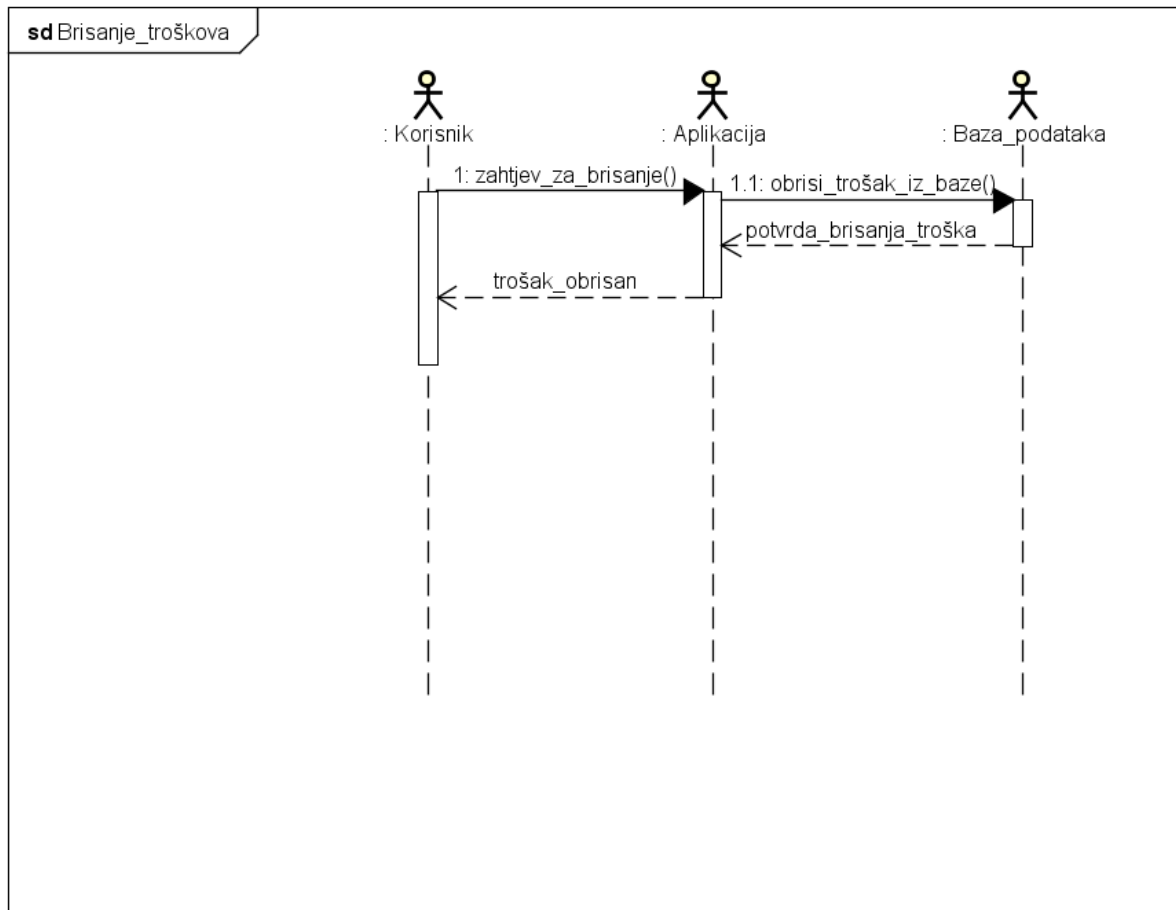 sd Brisanje_troškova
: Korisnik
: Aplikacija
: Baza_podataka
1: zahtjev_za_brisanje()
1.1: obrisi_trošak_iz_baze()
potvrda_brisanja_troška
trošak_obrisan